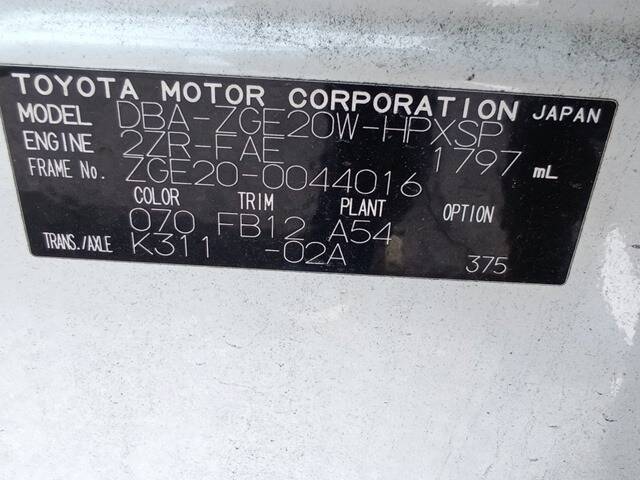 TOYOTA MOTOR CORPORATION JAPAN
MODEL DBA-ZGE20W-HPXSP
ENGINE 2ZR-FAE 1797 mL
FRAME No. ZGE20-0044016
COLOR TRIM PLANT OPTION
070 FB12 A54
TRANS./AXLE K311 -02A 375